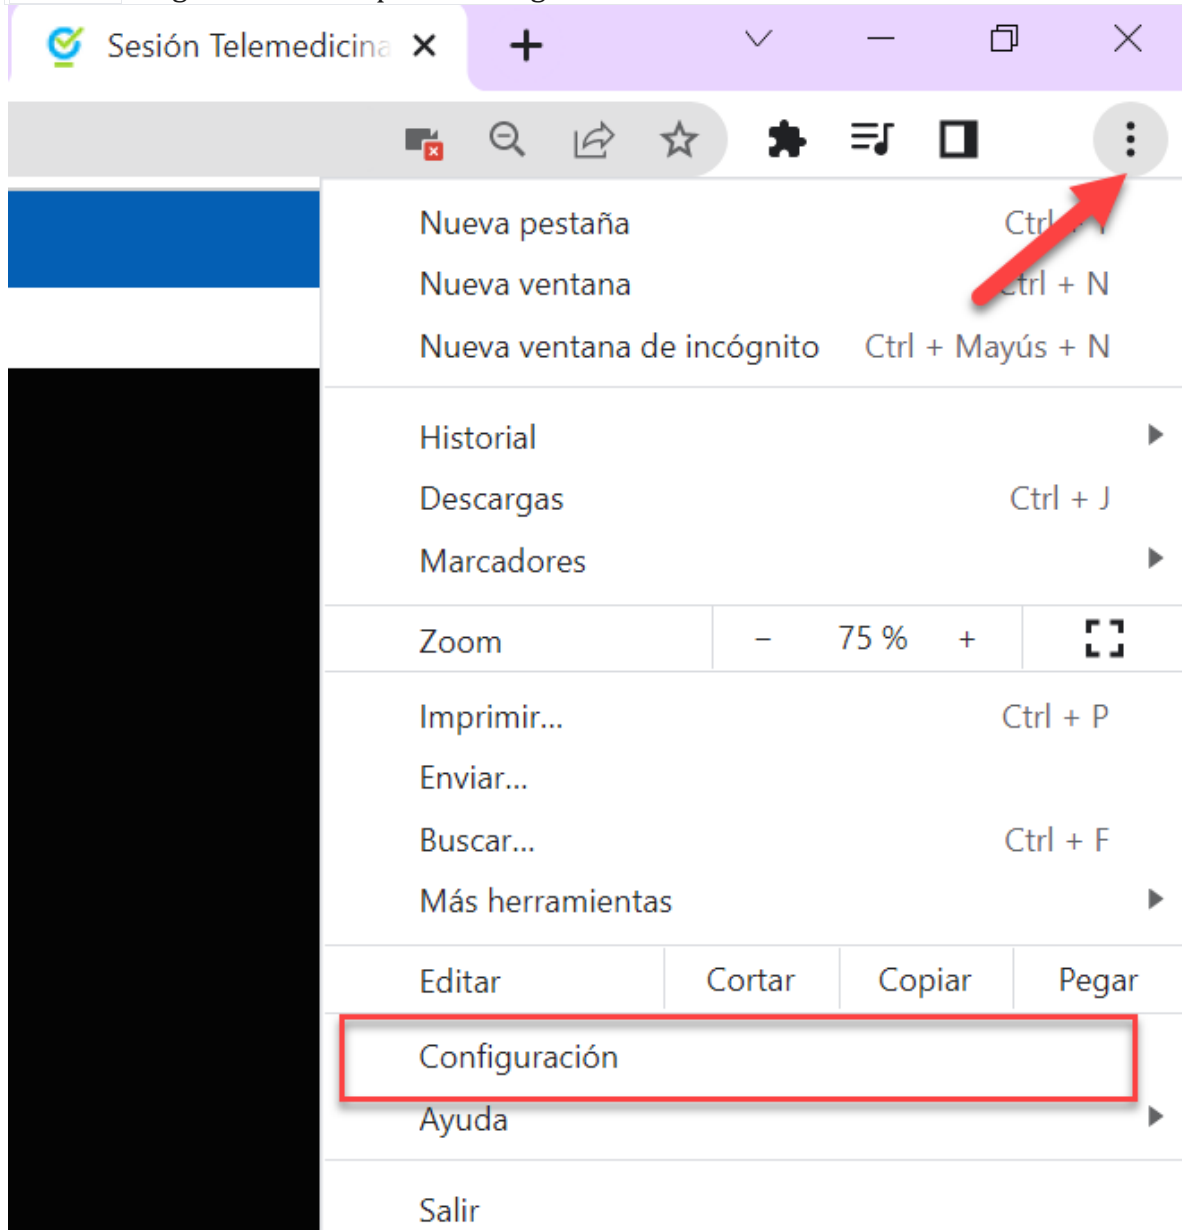 Sesión Telemedicina
Nueva pestaña
Nueva ventana Ctrl + N
Nueva ventana de incógnito Ctrl + Mayús + N
Historial
Descargas Ctrl + J
Marcadores
Zoom − 75 % +
Imprimir... Ctrl + P
Enviar...
Buscar... Ctrl + F
Más herramientas
Editar Cortar Copiar Pegar
Configuración
Ayuda
Salir